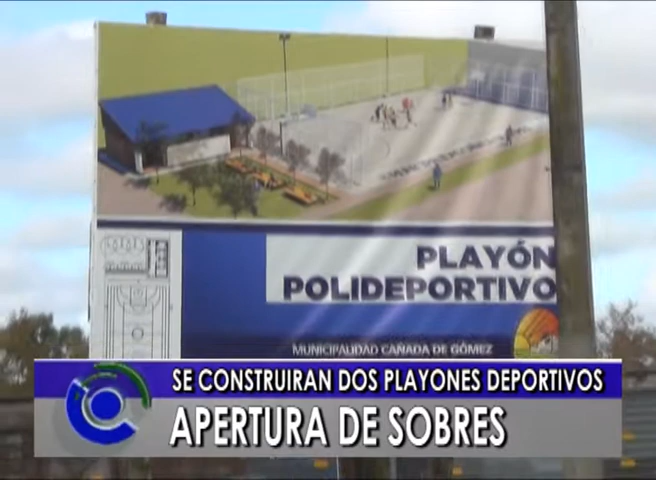 PLAYÓN
POLIDEPORTIVO
MUNICIPALIDAD CAÑADA DE GÓMEZ
SE CONSTRUIRAN DOS PLAYONES DEPORTIVOS
APERTURA DE SOBRES